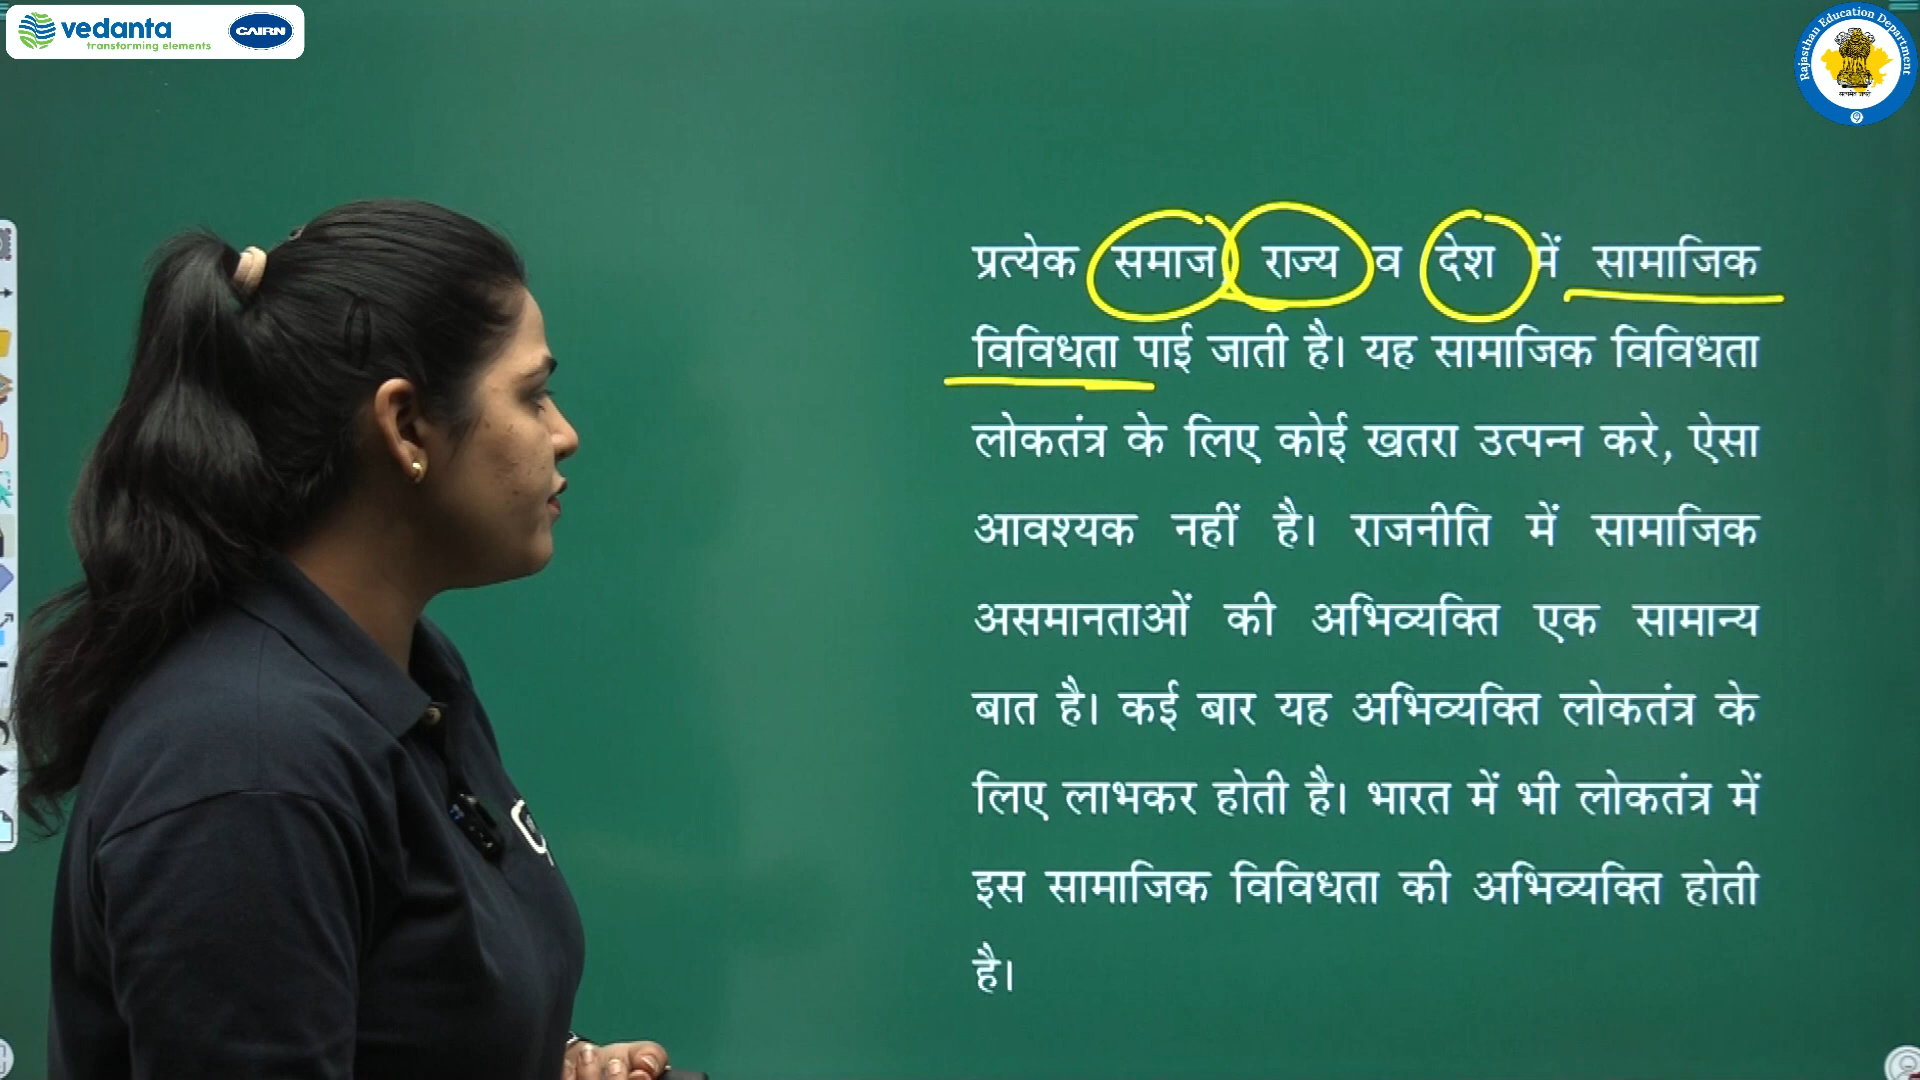 vedanta
transforming elements
CAIRN
Rajasthan Education Department
प्रत्येक समाज, राज्य व देश में सामाजिक
विविधता पाई जाती है। यह सामाजिक विविधता
लोकतंत्र के लिए कोई खतरा उत्पन्न करे, ऐसा
आवश्यक नहीं है। राजनीति में सामाजिक
असमानताओं की अभिव्यक्ति एक सामान्य
बात है। कई बार यह अभिव्यक्ति लोकतंत्र के
लिए लाभकर होती है। भारत में भी लोकतंत्र में
इस सामाजिक विविधता की अभिव्यक्ति होती
है।